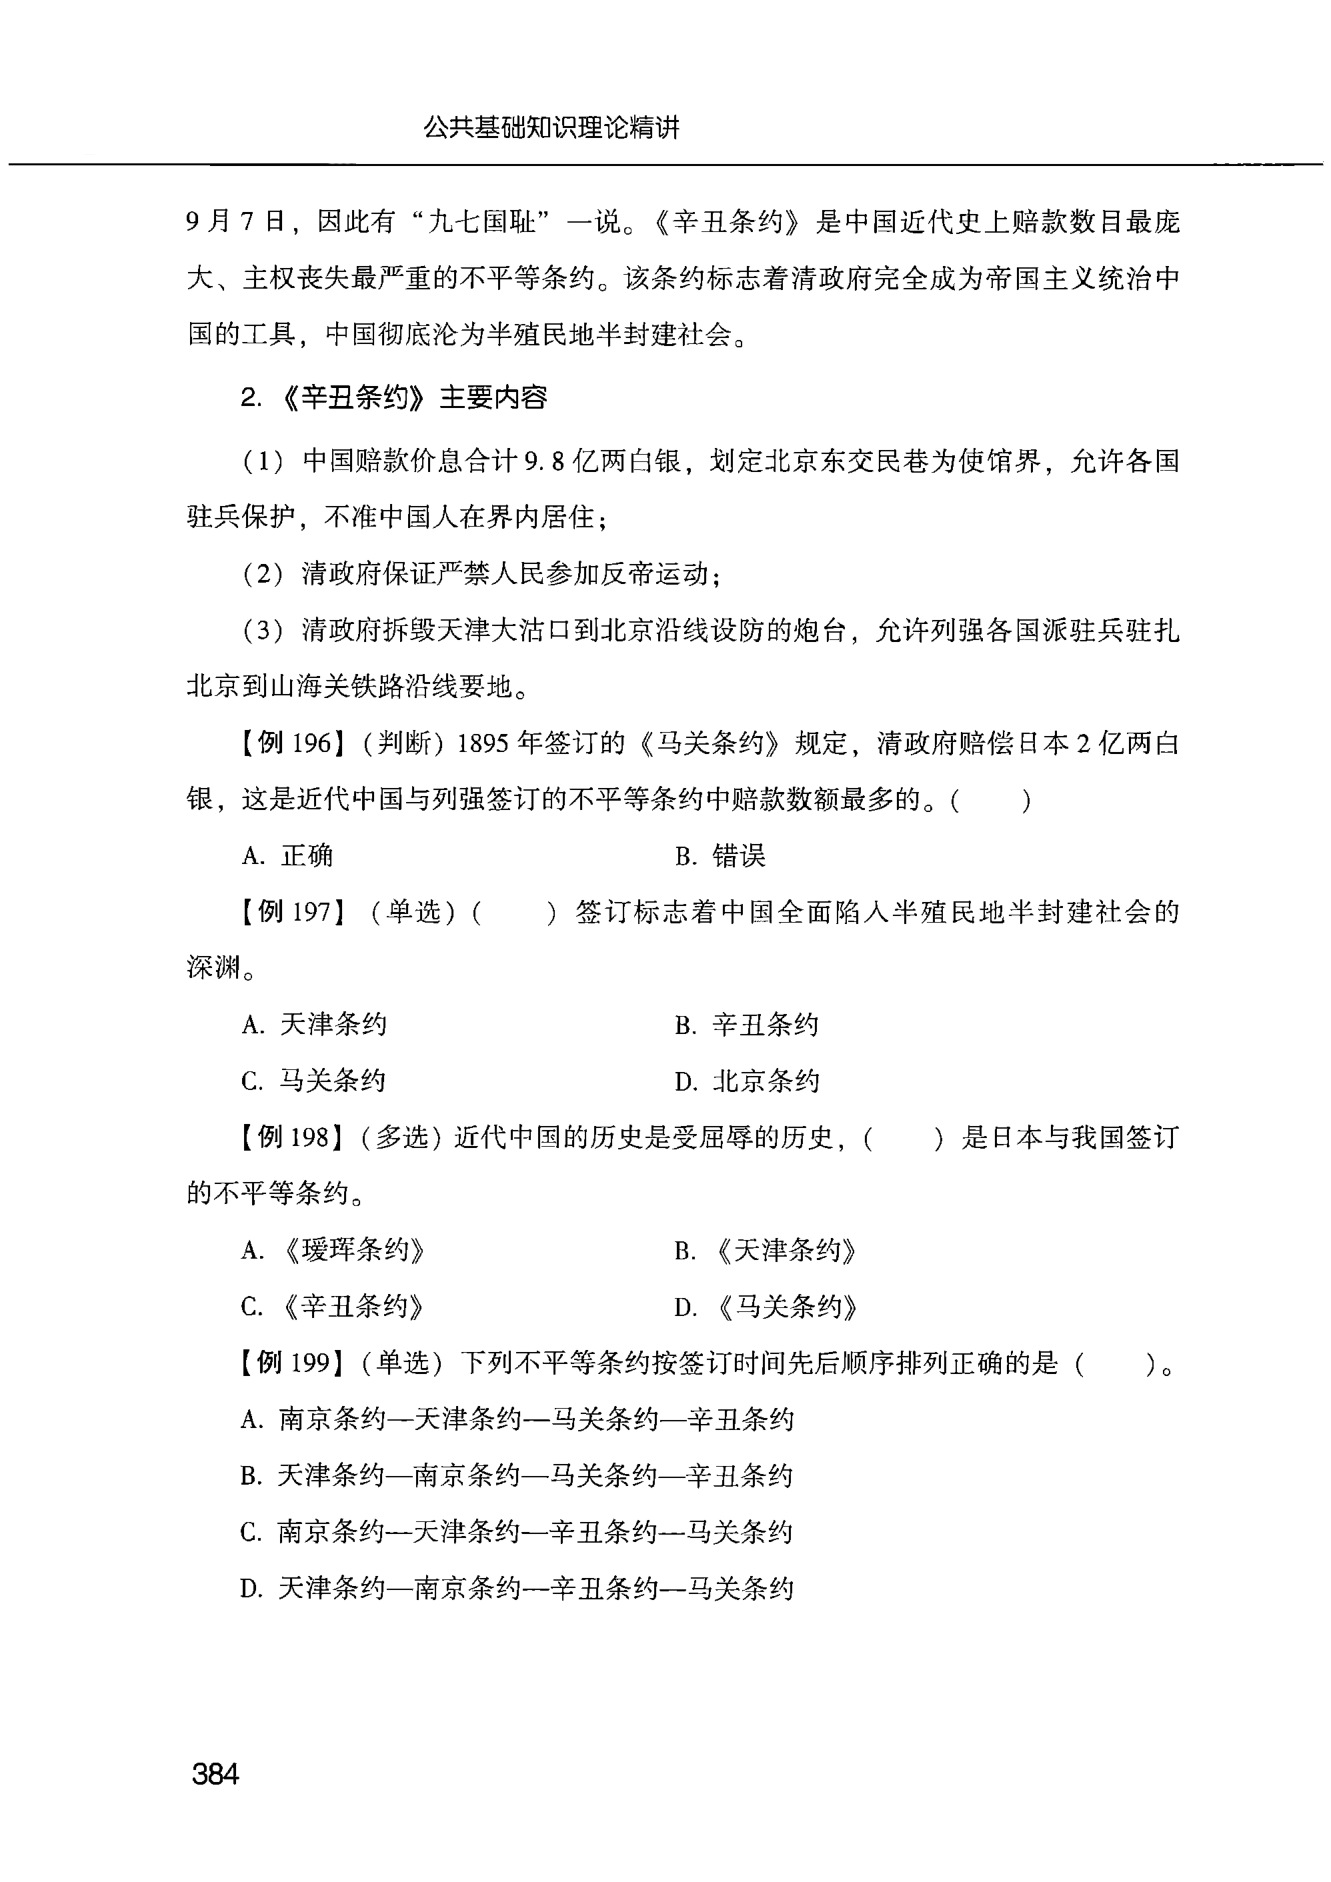 公共基础知识理论精讲
9月7日，因此有“九七国耻”一说。《辛丑条约》是中国近代史上赔款数目最庞
大、主权丧失最严重的不平等条约。该条约标志着清政府完全成为帝国主义统治中
国的工具，中国彻底沦为半殖民地半封建社会。
2.《辛丑条约》主要内容
（1）中国赔款价息合计9.8亿两白银，划定北京东交民巷为使馆界，允许各国
驻兵保护，不准中国人在界内居住；
（2）清政府保证严禁人民参加反帝运动；
（3）清政府拆毁天津大沽口到北京沿线设防的炮台，允许列强各国派驻兵驻扎
北京到山海关铁路沿线要地。
【例196】（判断）1895年签订的《马关条约》规定，清政府赔偿日本2亿两白
银，这是近代中国与列强签订的不平等条约中赔款数额最多的。（　　）
A. 正确　　B. 错误
【例197】（单选）（　　）签订标志着中国全面陷入半殖民地半封建社会的
深渊。
A. 天津条约　　B. 辛丑条约
C. 马关条约　　D. 北京条约
【例198】（多选）近代中国的历史是受屈辱的历史，（　　）是日本与我国签订
的不平等条约。
A.《瑷珲条约》　　B.《天津条约》
C.《辛丑条约》　　D.《马关条约》
【例199】（单选）下列不平等条约按签订时间先后顺序排列正确的是（　　）。
A. 南京条约—天津条约—马关条约—辛丑条约
B. 天津条约—南京条约—马关条约—辛丑条约
C. 南京条约—天津条约—辛丑条约—马关条约
D. 天津条约—南京条约—辛丑条约—马关条约
384